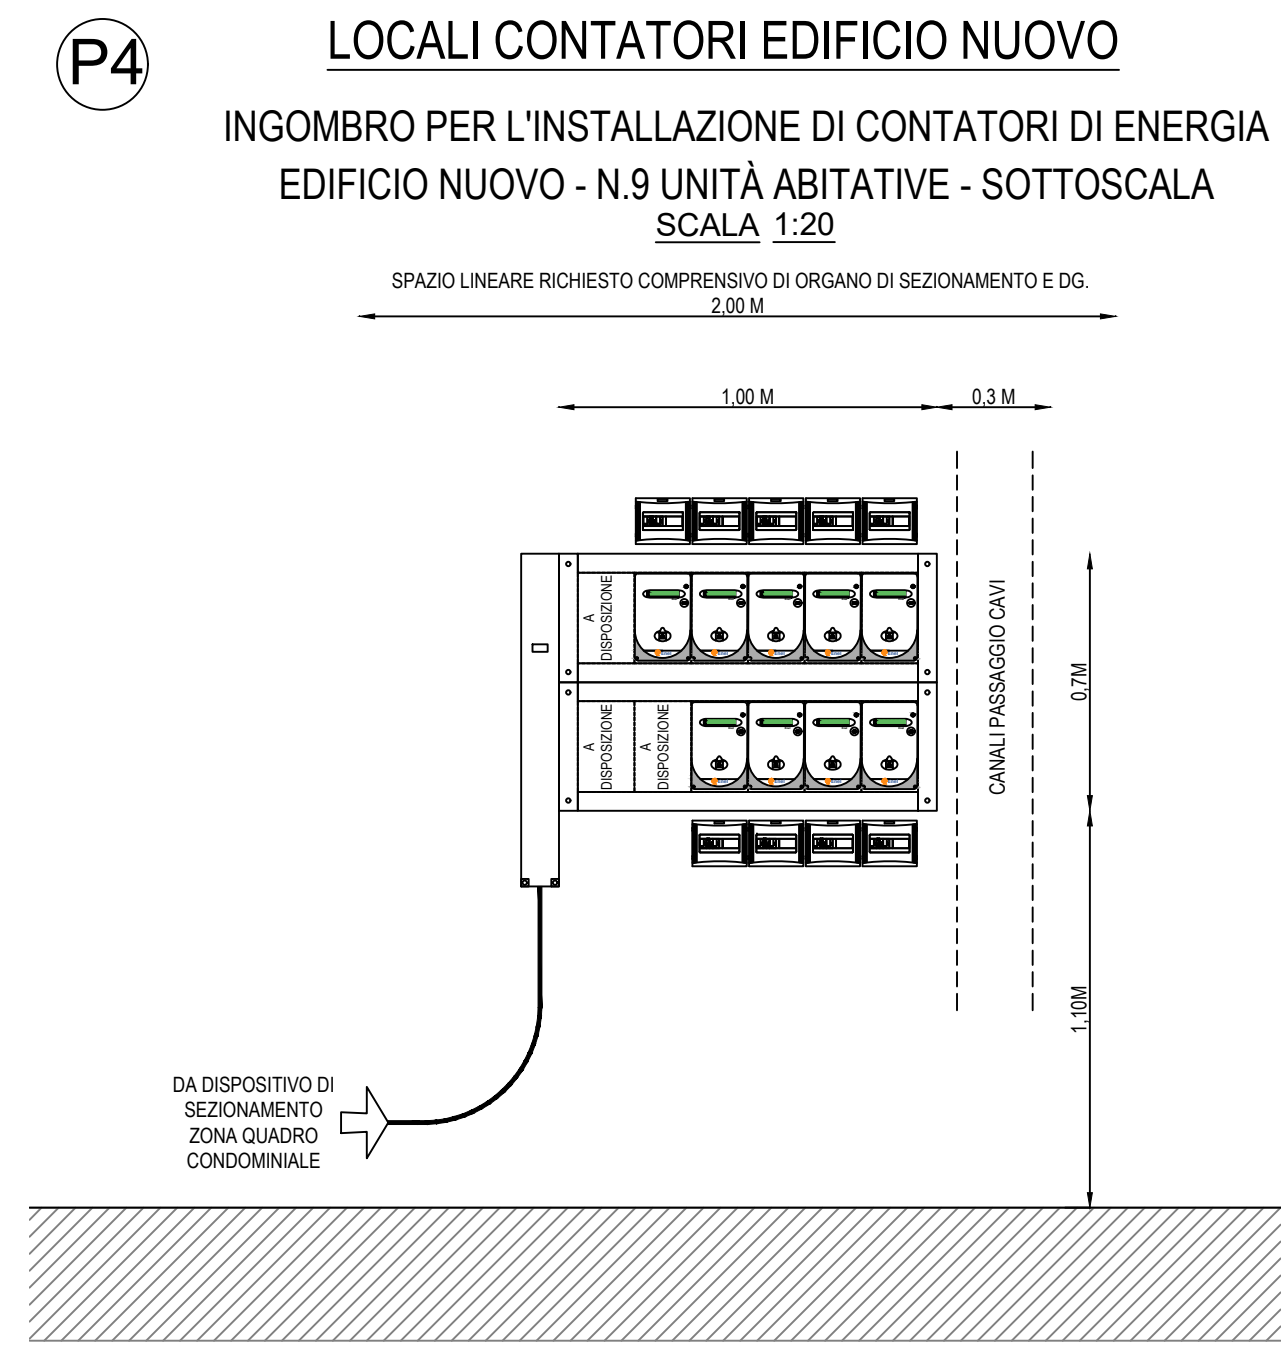 P4
LOCALI CONTATORI EDIFICIO NUOVO
INGOMBRO PER L'INSTALLAZIONE DI CONTATORI DI ENERGIA
EDIFICIO NUOVO - N.9 UNITÀ ABITATIVE - SOTTOSCALA
SCALA 1:20
SPAZIO LINEARE RICHIESTO COMPRENSIVO DI ORGANO DI SEZIONAMENTO E DG.
2,00 M
1,00 M
0,3 M
A
DISPOSIZIONE
A
DISPOSIZIONE
A
DISPOSIZIONE
CANALI PASSAGGIO CAVI
0,7M
1,10M
DA DISPOSITIVO DI
SEZIONAMENTO
ZONA QUADRO
CONDOMINIALE